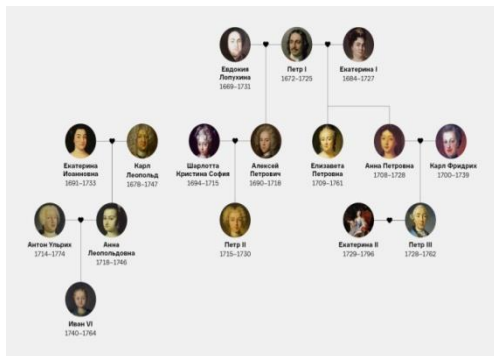 Евдокия
Лопухина
1669–1731
Петр I
1672–1725
Екатерина I
1684–1727
Екатерина
Иоанновна
1691–1733
Карл
Леопольд
1678–1747
Шарлотта
Кристина София
1694–1715
Алексей
Петрович
1690–1718
Елизавета
Петровна
1709–1761
Анна Петровна
1708–1728
Карл Фридрих
1700–1739
Антон Ульрих
1714–1774
Анна
Леопольдовна
1718–1746
Петр II
1715–1730
Екатерина II
1729–1796
Петр III
1728–1762
Иван VI
1740–1764